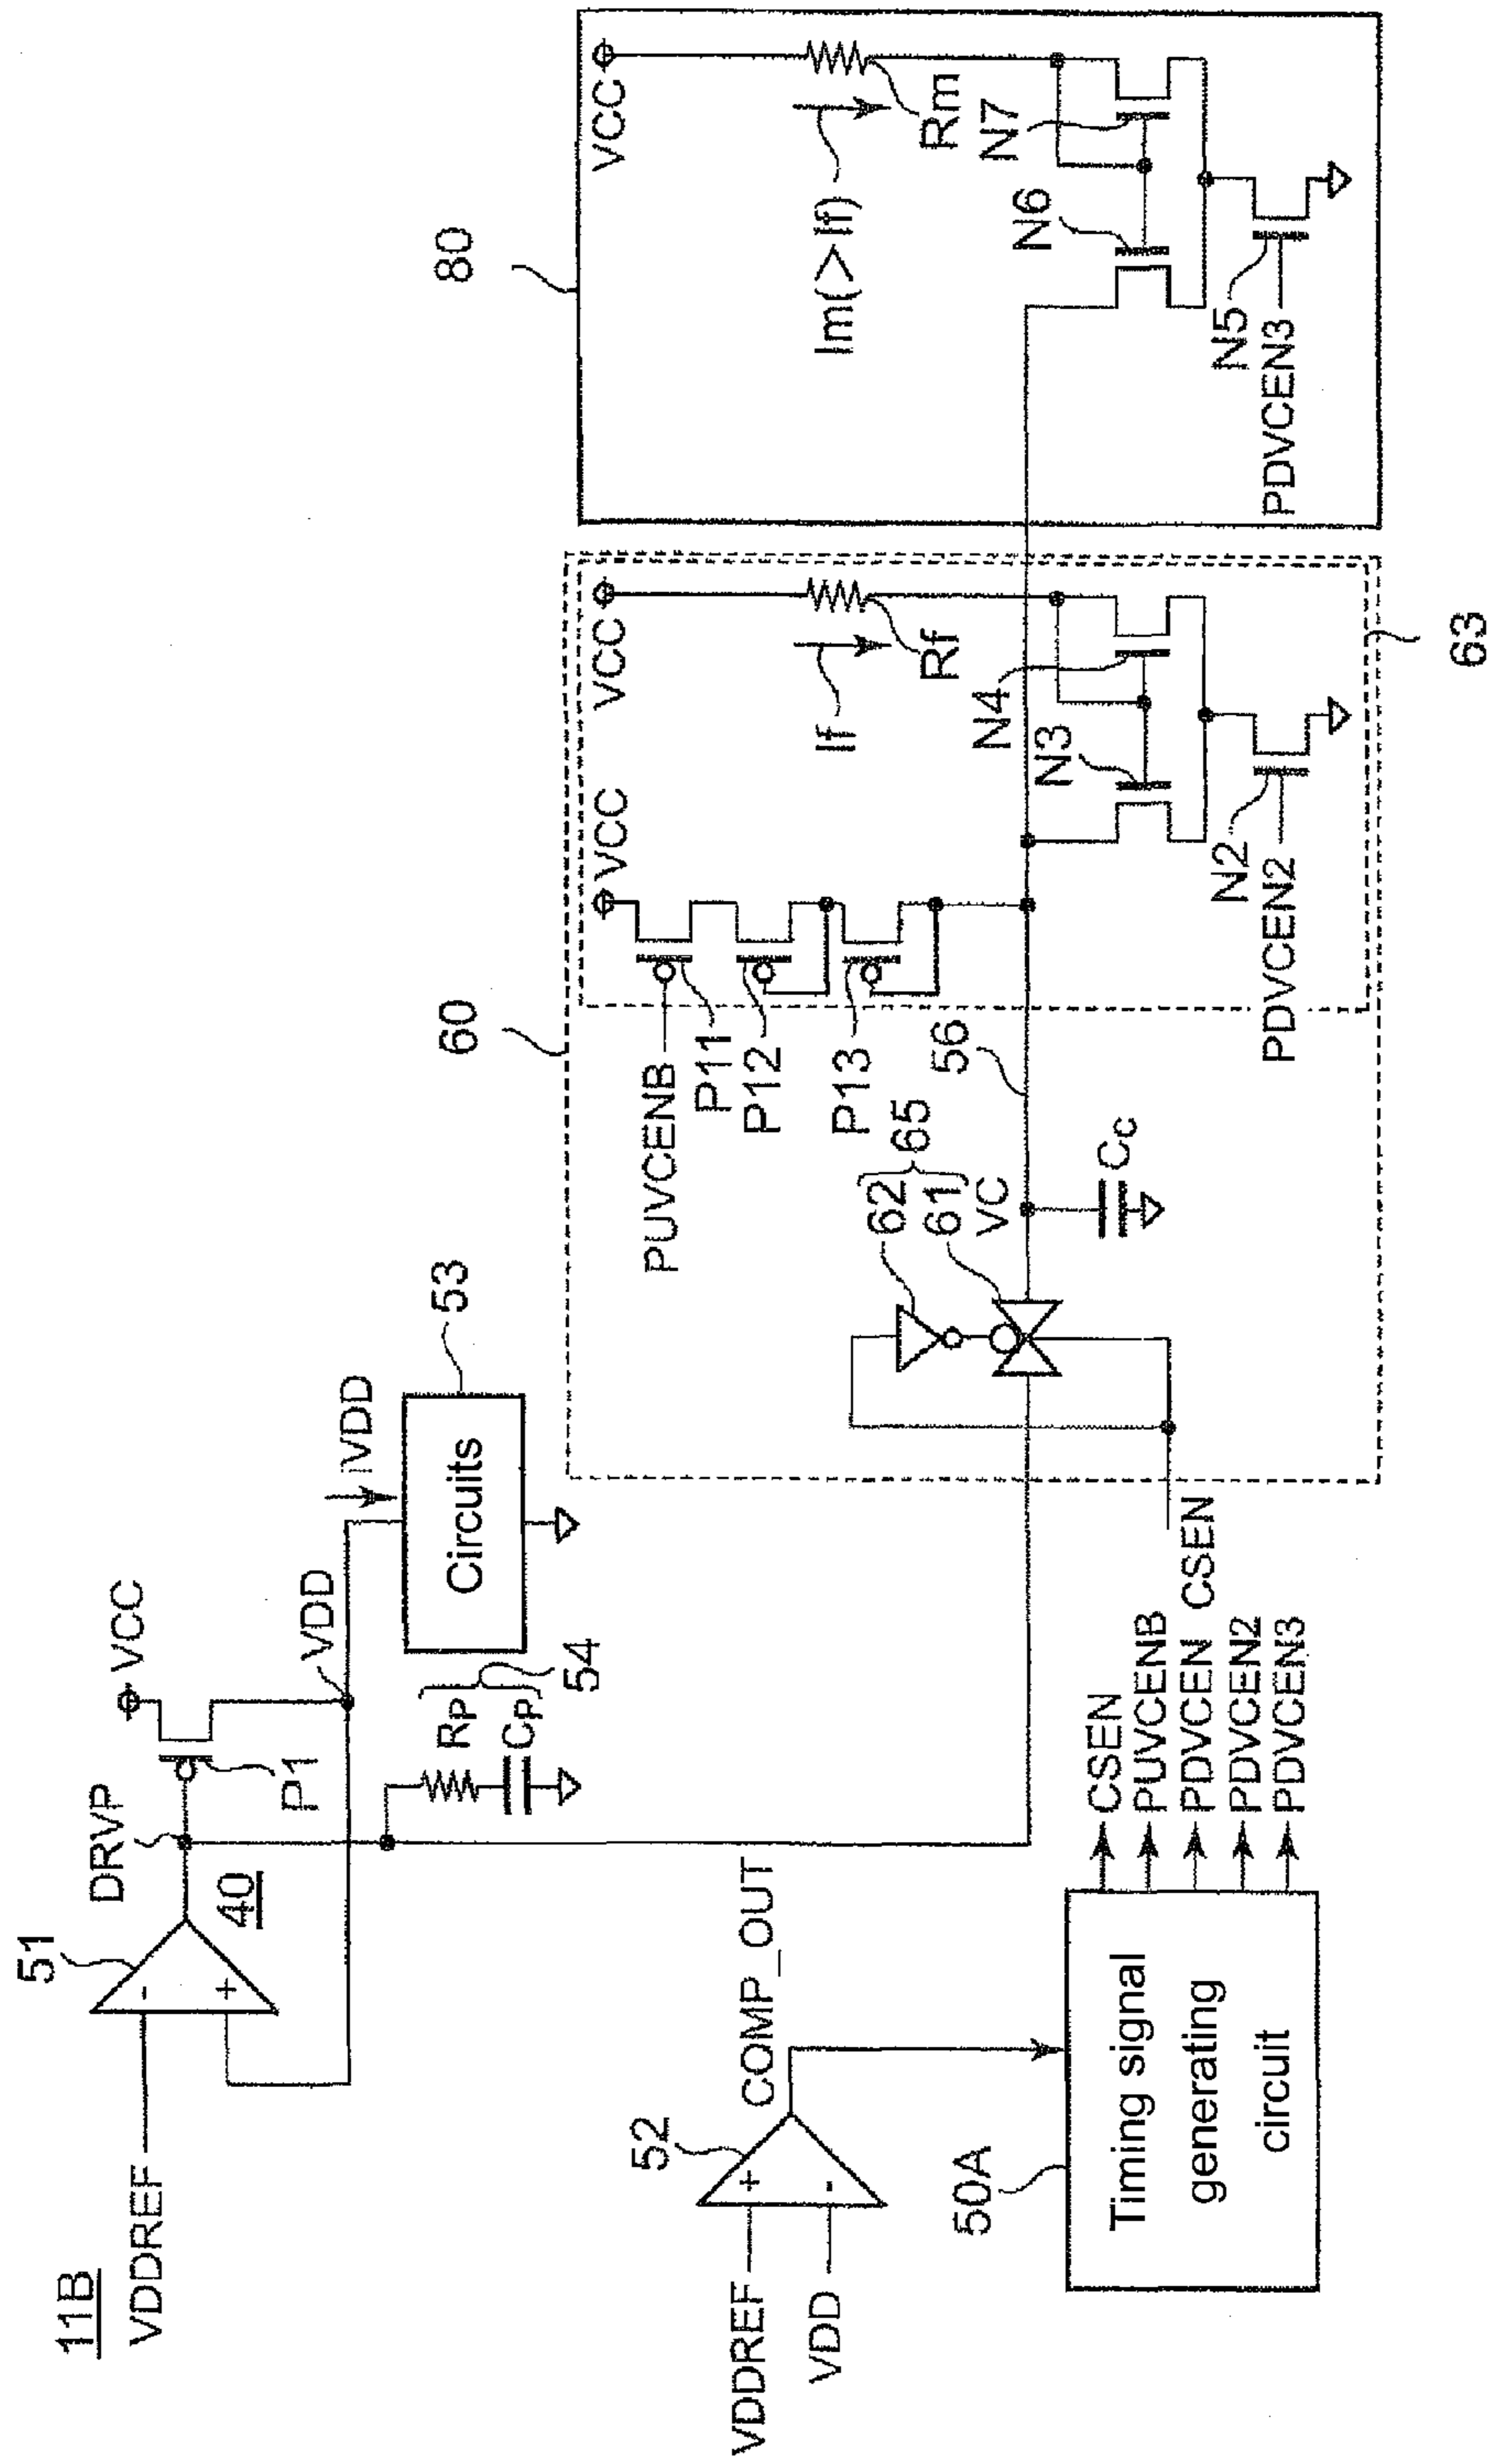 11B
VDDREF
51
-
+
40
DRVP
P1
VCC
VDD
iVDD
53
Circuits
RP
CP
54
VDDREF
VDD
52
+
-
COMP_OUT
50A
Timing signal
generating
circuit
CSEN
PUVCENB
PDVCEN
PDVCEN2
PDVCEN3
CSEN
60
62
61
65
VC
CC
56
PUVCENB
P11
P12
P13
VCC
VCC
If
Rf
N3
N4
N2
PDVCEN2
63
80
VCC
Im(>If)
Rm
N6
N7
N5
PDVCEN3